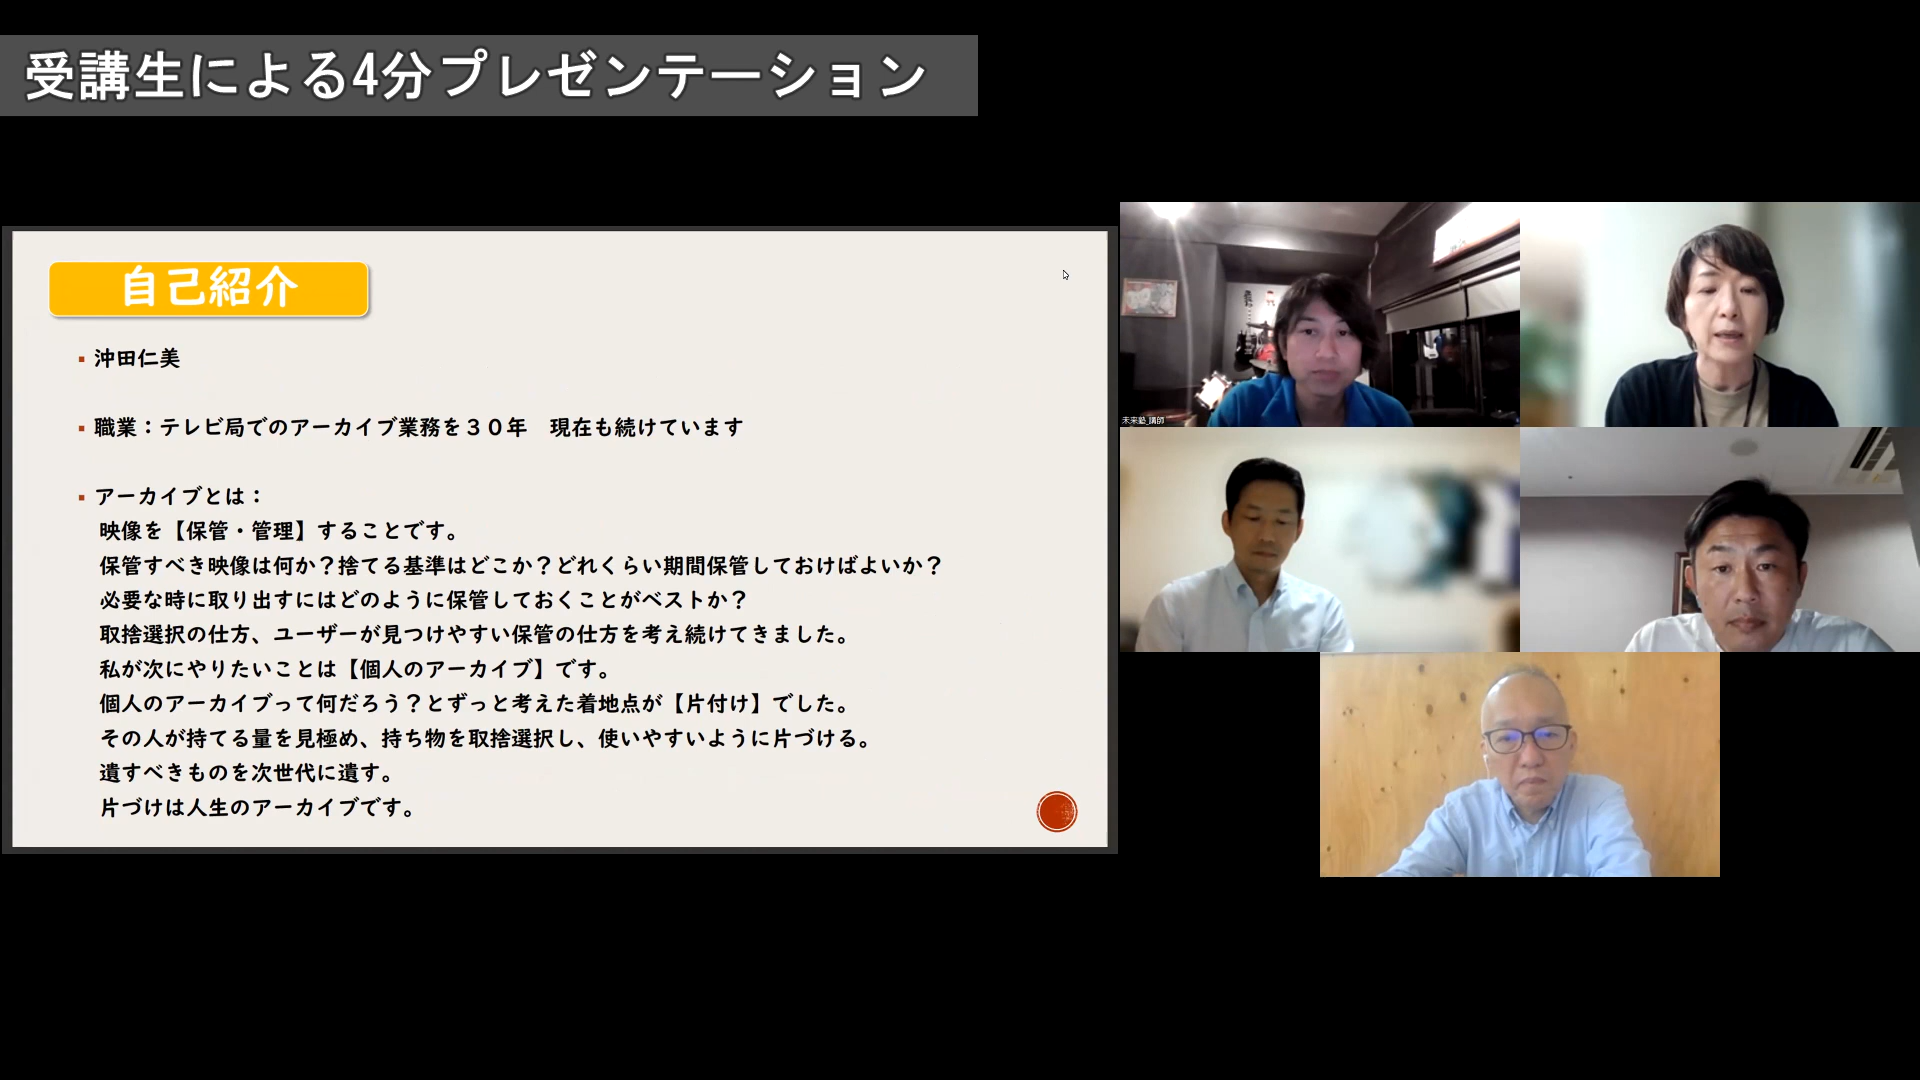 受講生による4分プレゼンテーション
自己紹介
▪ 沖田仁美
▪ 職業：テレビ局でのアーカイブ業務を３０年　現在も続けています
▪ アーカイブとは：
映像を【保管・管理】することです。
保管すべき映像は何か？捨てる基準はどこか？どれくらい期間保管しておけばよいか？
必要な時に取り出すにはどのように保管しておくことがベストか？
取捨選択の仕方、ユーザーが見つけやすい保管の仕方を考え続けてきました。
私が次にやりたいことは【個人のアーカイブ】です。
個人のアーカイブって何だろう？とずっと考えた着地点が【片付け】でした。
その人が持てる量を見極め、持ち物を取捨選択し、使いやすいように片づける。
遺すべきものを次世代に遺す。
片づけは人生のアーカイブです。
未来塾_講師